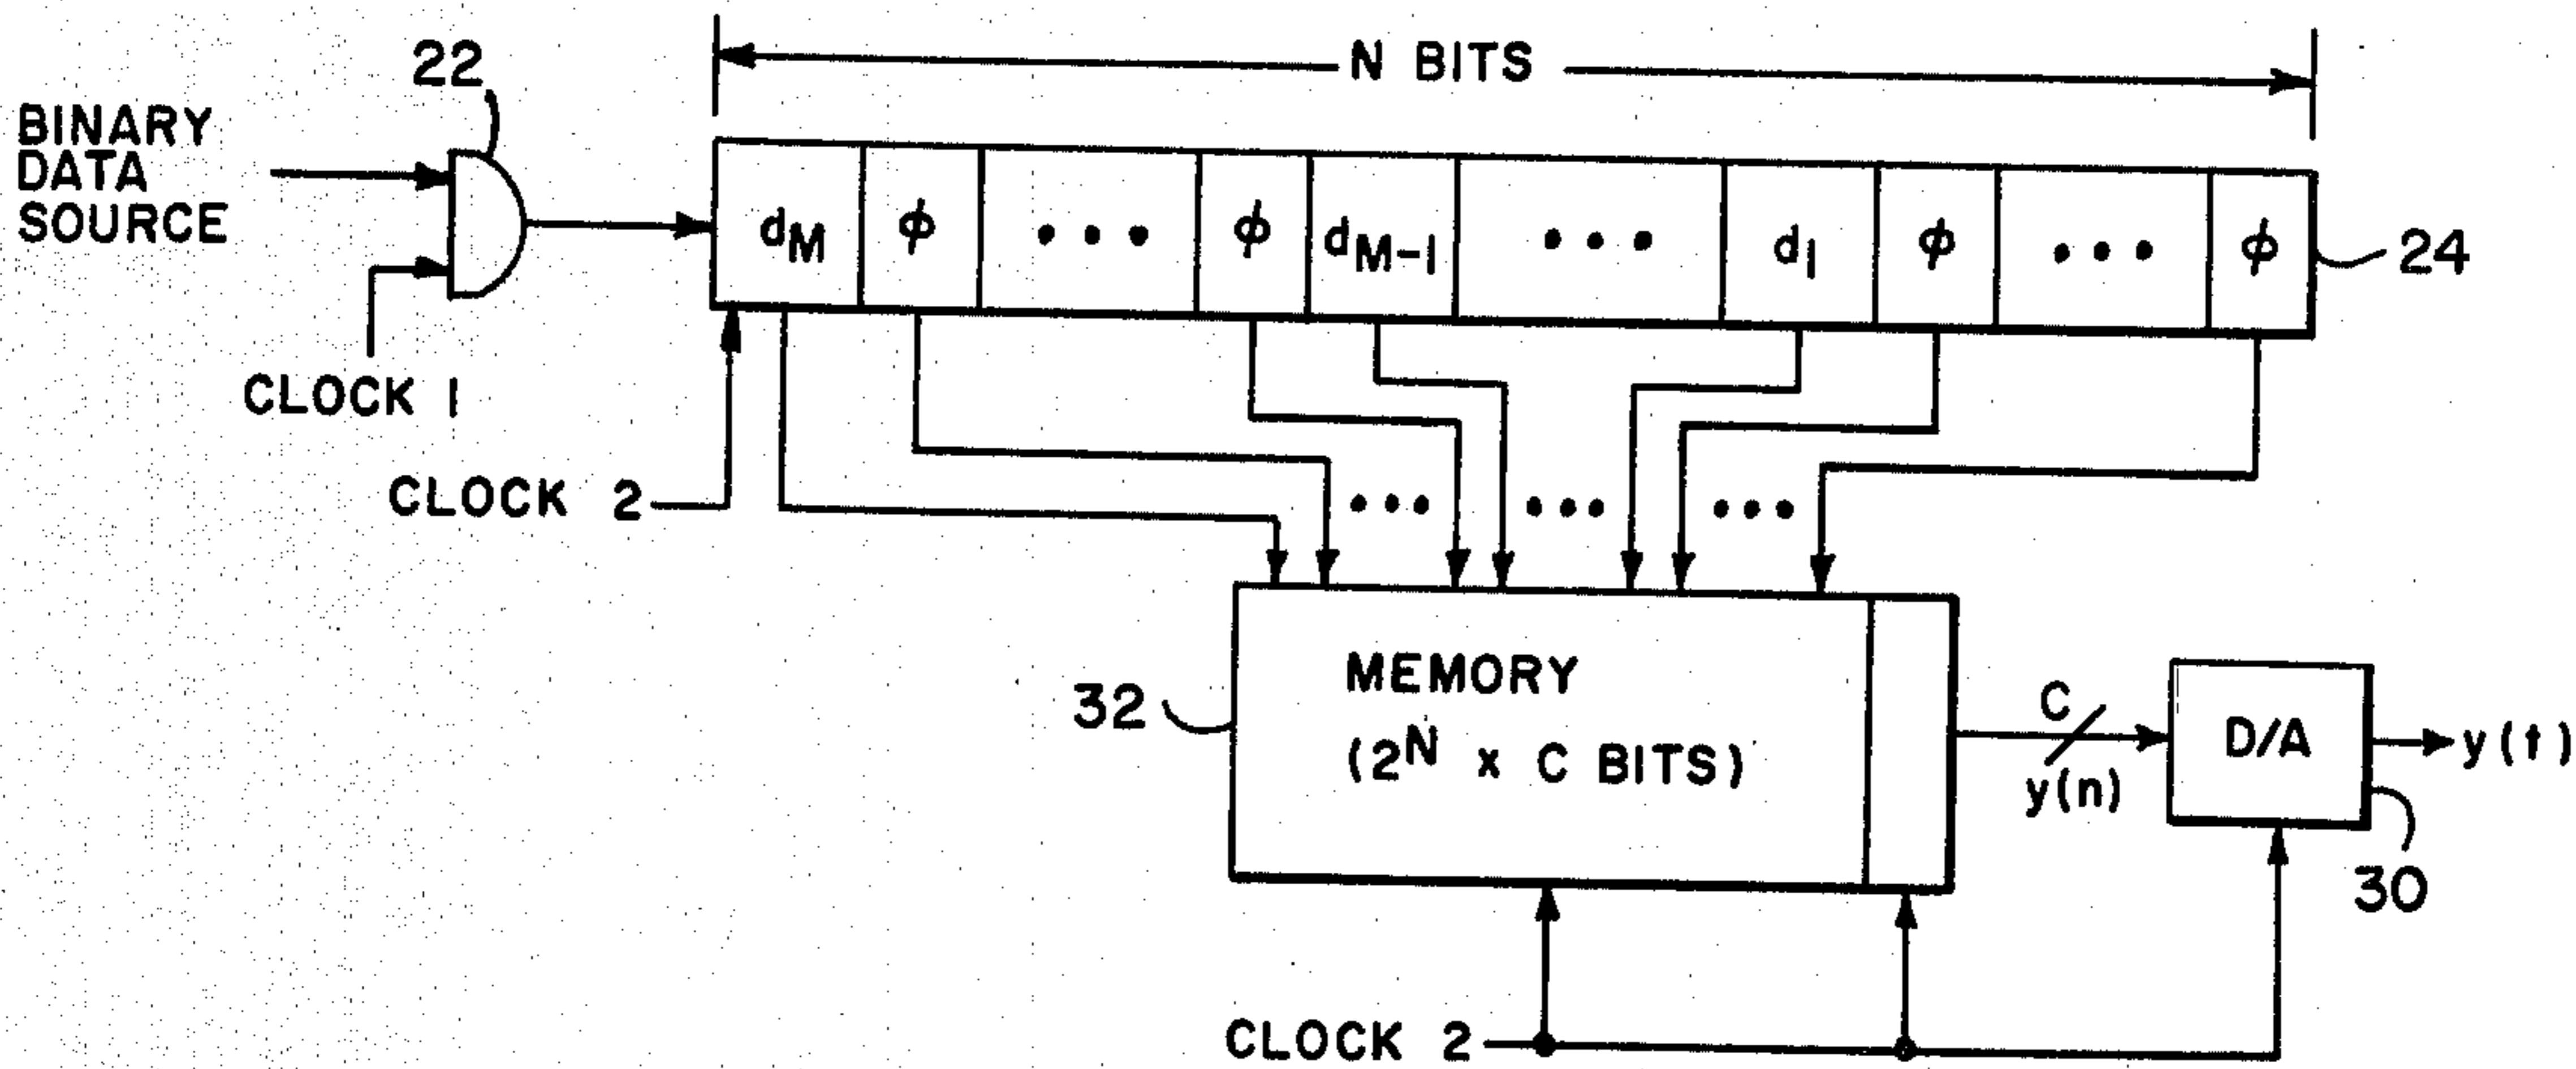 22
N BITS
BINARY
DATA
SOURCE
d_M ϕ ••• ϕ d_M-1 ••• d_1 ϕ ••• ϕ
24
CLOCK 1
CLOCK 2
••• ••• •••
32
MEMORY
(2^N x C BITS)
C
y(n)
D/A
y(t)
30
CLOCK 2